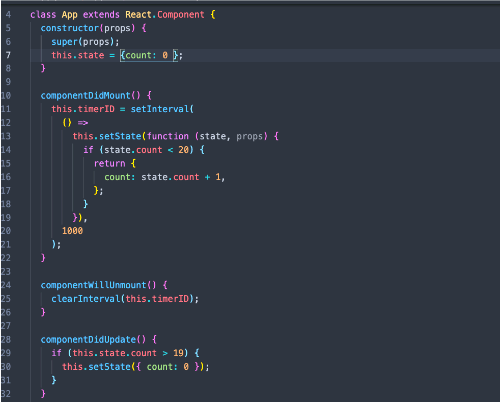 4 class App extends React.Component {
5   constructor(props) {
6     super(props);
7     this.state = {count: 0 };
8   }
9
10   componentDidMount() {
11     this.timerID = setInterval(
12       () =>
13         this.setState(function (state, props) {
14           if (state.count < 20) {
15             return {
16               count: state.count + 1,
17             };
18           }
19         }),
20       1000
21     );
22   }
23
24   componentWillUnmount() {
25     clearInterval(this.timerID);
26   }
27
28   componentDidUpdate() {
29     if (this.state.count > 19) {
30       this.setState({ count: 0 });
31     }
32   }